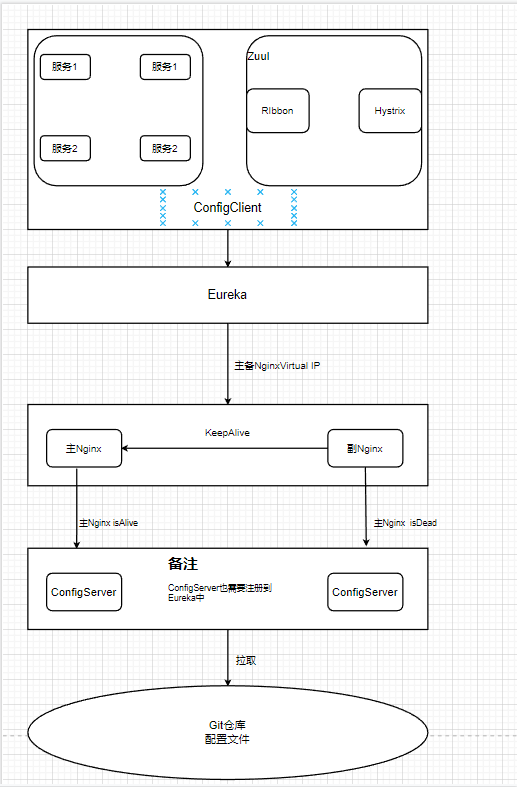 Zuul
服务1
服务1
RIbbon
Hystrix
服务2
服务2
ConfigClient
Eureka
主备NginxVirtual IP
KeepAlive
主Nginx
副Nginx
主Nginx isAlive
主Nginx  isDead
备注
ConfigServer也需要注册到
Eureka中
ConfigServer
ConfigServer
拉取
Git仓库
配置文件